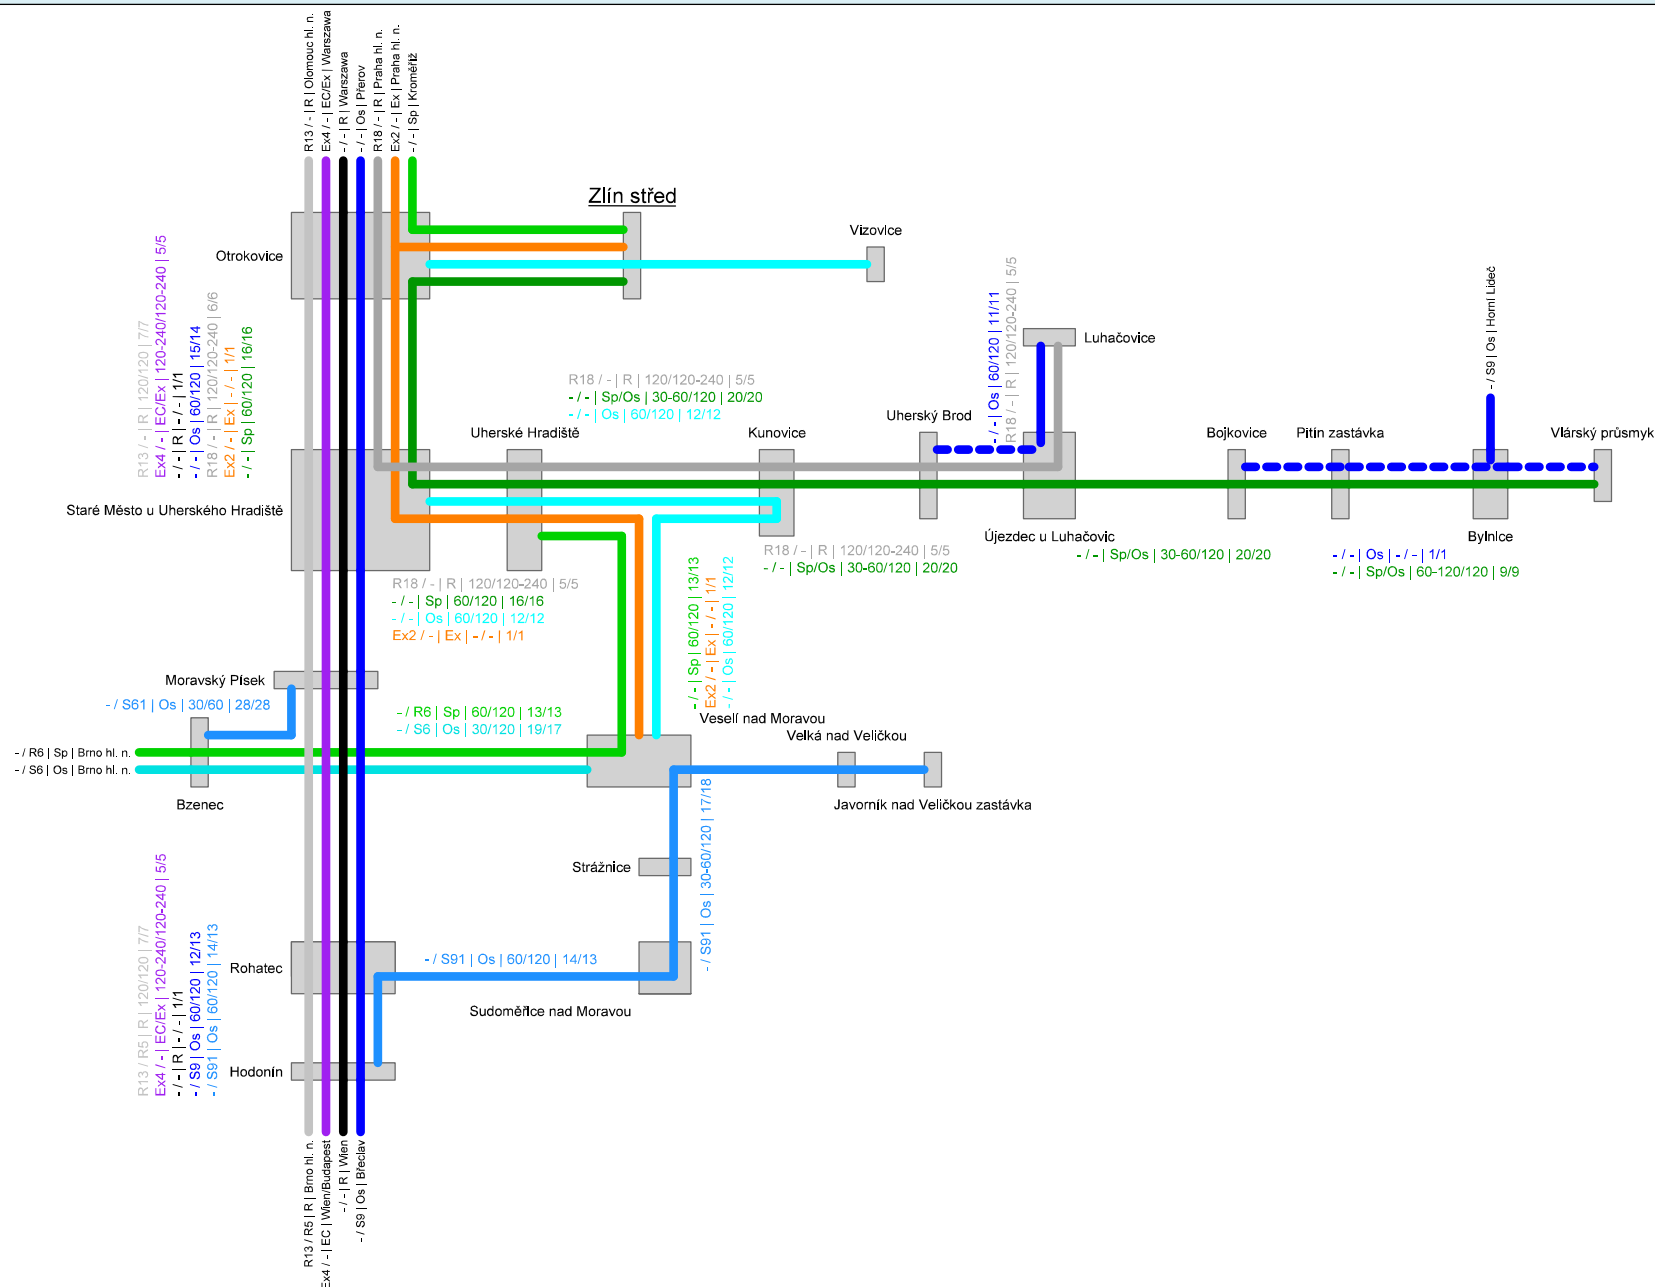 R13 / - | R | Olomouc hl. n.
Ex4 / - | EC/Ex | Warszawa
- / - | R | Warszawa
- / - | Os | Přerov
R18 / - | R | Praha hl. n.
Ex2 / - | Ex | Praha hl. n.
- / - | Sp | Kroměříž
Zlín střed
Vizovice
Otrokovice
R13 / - | R | 120/120 | 7/7
Ex4 / - | EC/Ex | 120-240/120-240 | 5/5
- / - | R | - / - | 1/1
- / - | Os | 60/120 | 15/14
R18 / - | R | 120/120-240 | 6/6
Ex2 / - | Ex | - / - | 1/1
- / - | Sp | 60/120 | 16/16
- / - | Os | 60/120 | 11/11
R18 / - | R | 120/120-240 | 5/5
- / S9 | Os | Horní Lideč
Luhačovice
R18 / - | R | 120/120-240 | 5/5
- / - | Sp/Os | 30-60/120 | 20/20
- / - | Os | 60/120 | 12/12
Uherský Brod
Uherské Hradiště
Kunovice
Bojkovice
Pitín zastávka
Vlárský průsmyk
Staré Město u Uherského Hradiště
Újezdec u Luhačovic
Bylnice
R18 / - | R | 120/120-240 | 5/5
- / - | Sp/Os | 30-60/120 | 20/20
- / - | Sp/Os | 30-60/120 | 20/20
- / - | Os | - / - | 1/1
- / - | Sp/Os | 60-120/120 | 9/9
R18 / - | R | 120/120-240 | 5/5
- / - | Sp | 60/120 | 16/16
- / - | Os | 60/120 | 12/12
Ex2 / - | Ex | - / - | 1/1
- / - | Sp | 60/120 | 13/13
Ex2 / - | Ex | - / - | 1/1
- / - | Os | 60/120 | 12/12
Moravský Písek
- / S61 | Os | 30/60 | 28/28
- / R6 | Sp | 60/120 | 13/13
- / S6 | Os | 30/120 | 19/17
Veselí nad Moravou
Velká nad Veličkou
- / R6 | Sp | Brno hl. n.
- / S6 | Os | Brno hl. n.
Bzenec
Javorník nad Veličkou zastávka
- / S91 | Os | 30-60/120 | 17/18
Strážnice
R13 / R5 | R | 120/120 | 7/7
Ex4 / - | EC/Ex | 120-240/120-240 | 5/5
- / - | R | - / - | 1/1
- / S9 | Os | 60/120 | 12/13
- / S91 | Os | 60/120 | 14/13
Rohatec
- / S91 | Os | 60/120 | 14/13
Sudoměřice nad Moravou
Hodonín
R13 / R5 | R | Brno hl. n.
Ex4 / - | EC | Wien/Budapest
- / - | R | Wien
- / S9 | Os | Břeclav